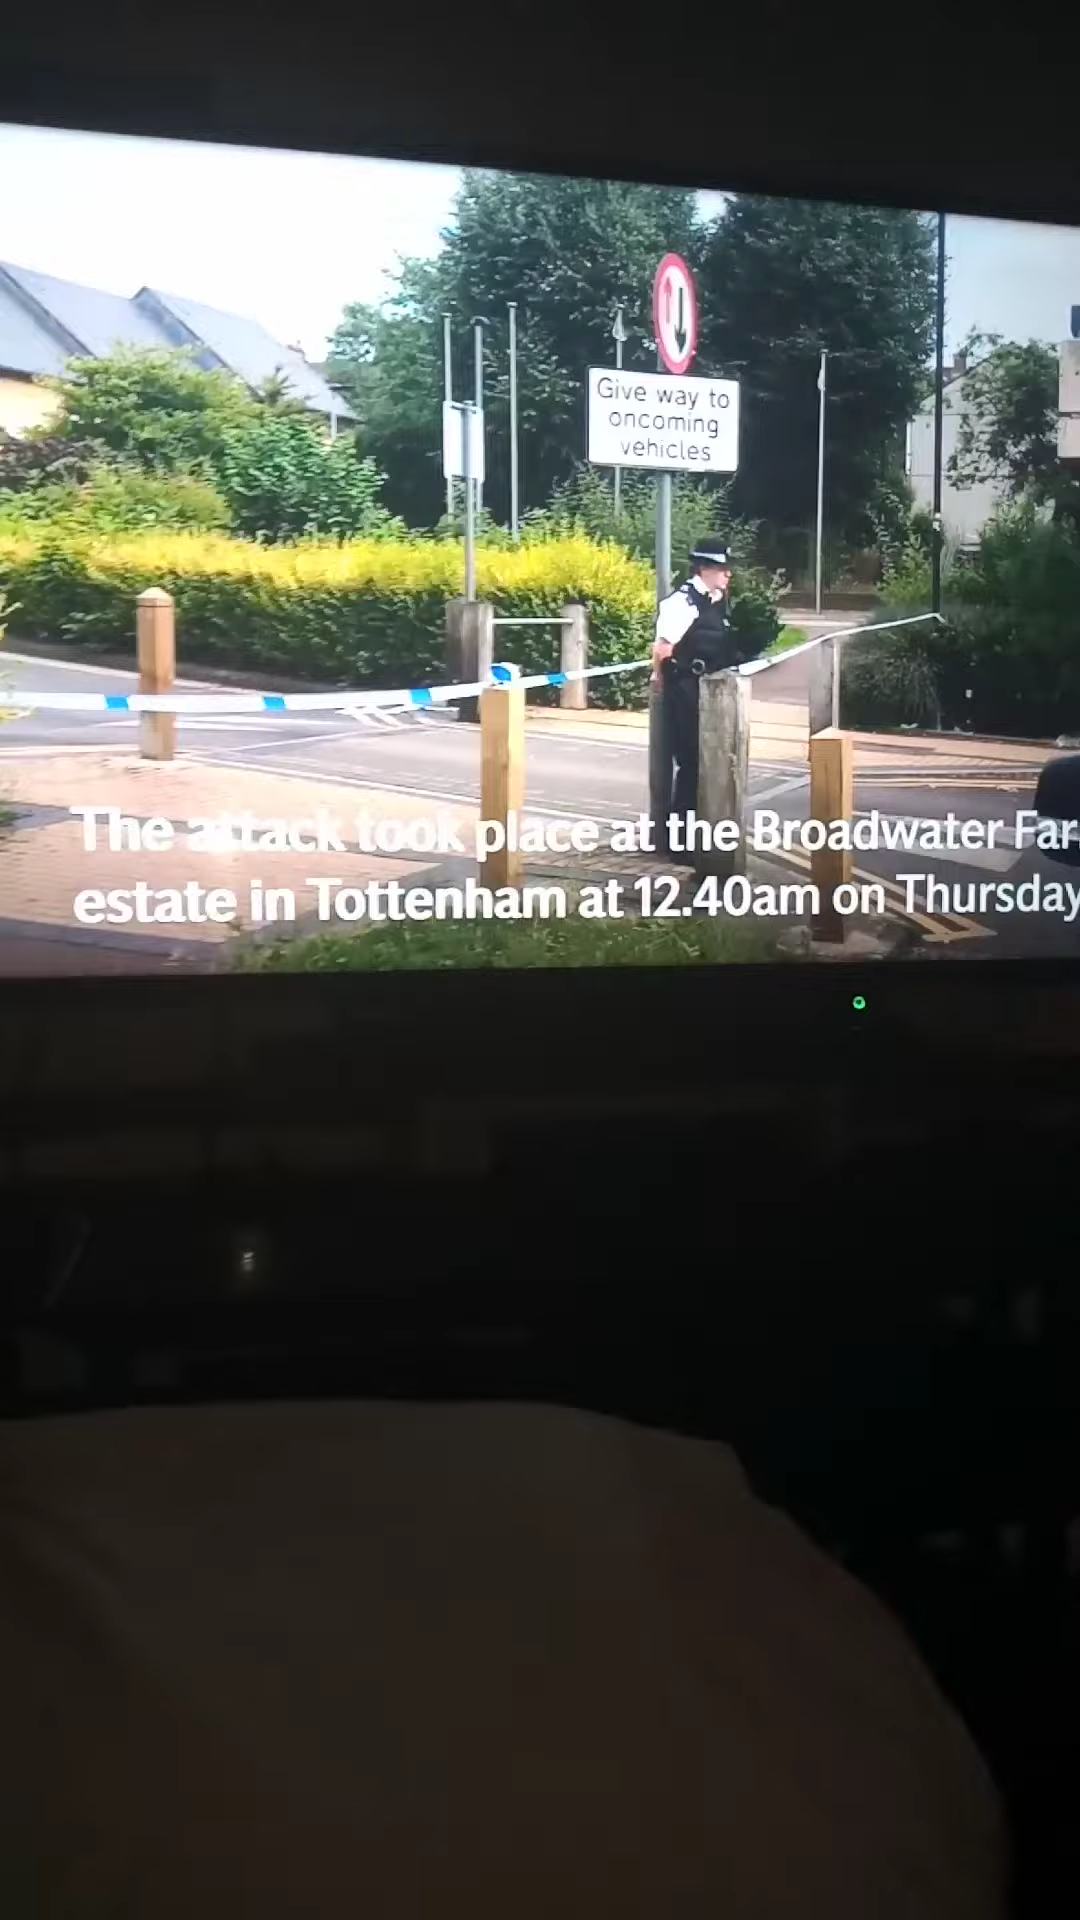 Give way to
oncoming
vehicles
The attack took place at the Broadwater Far
estate in Tottenham at 12.40am on Thursday